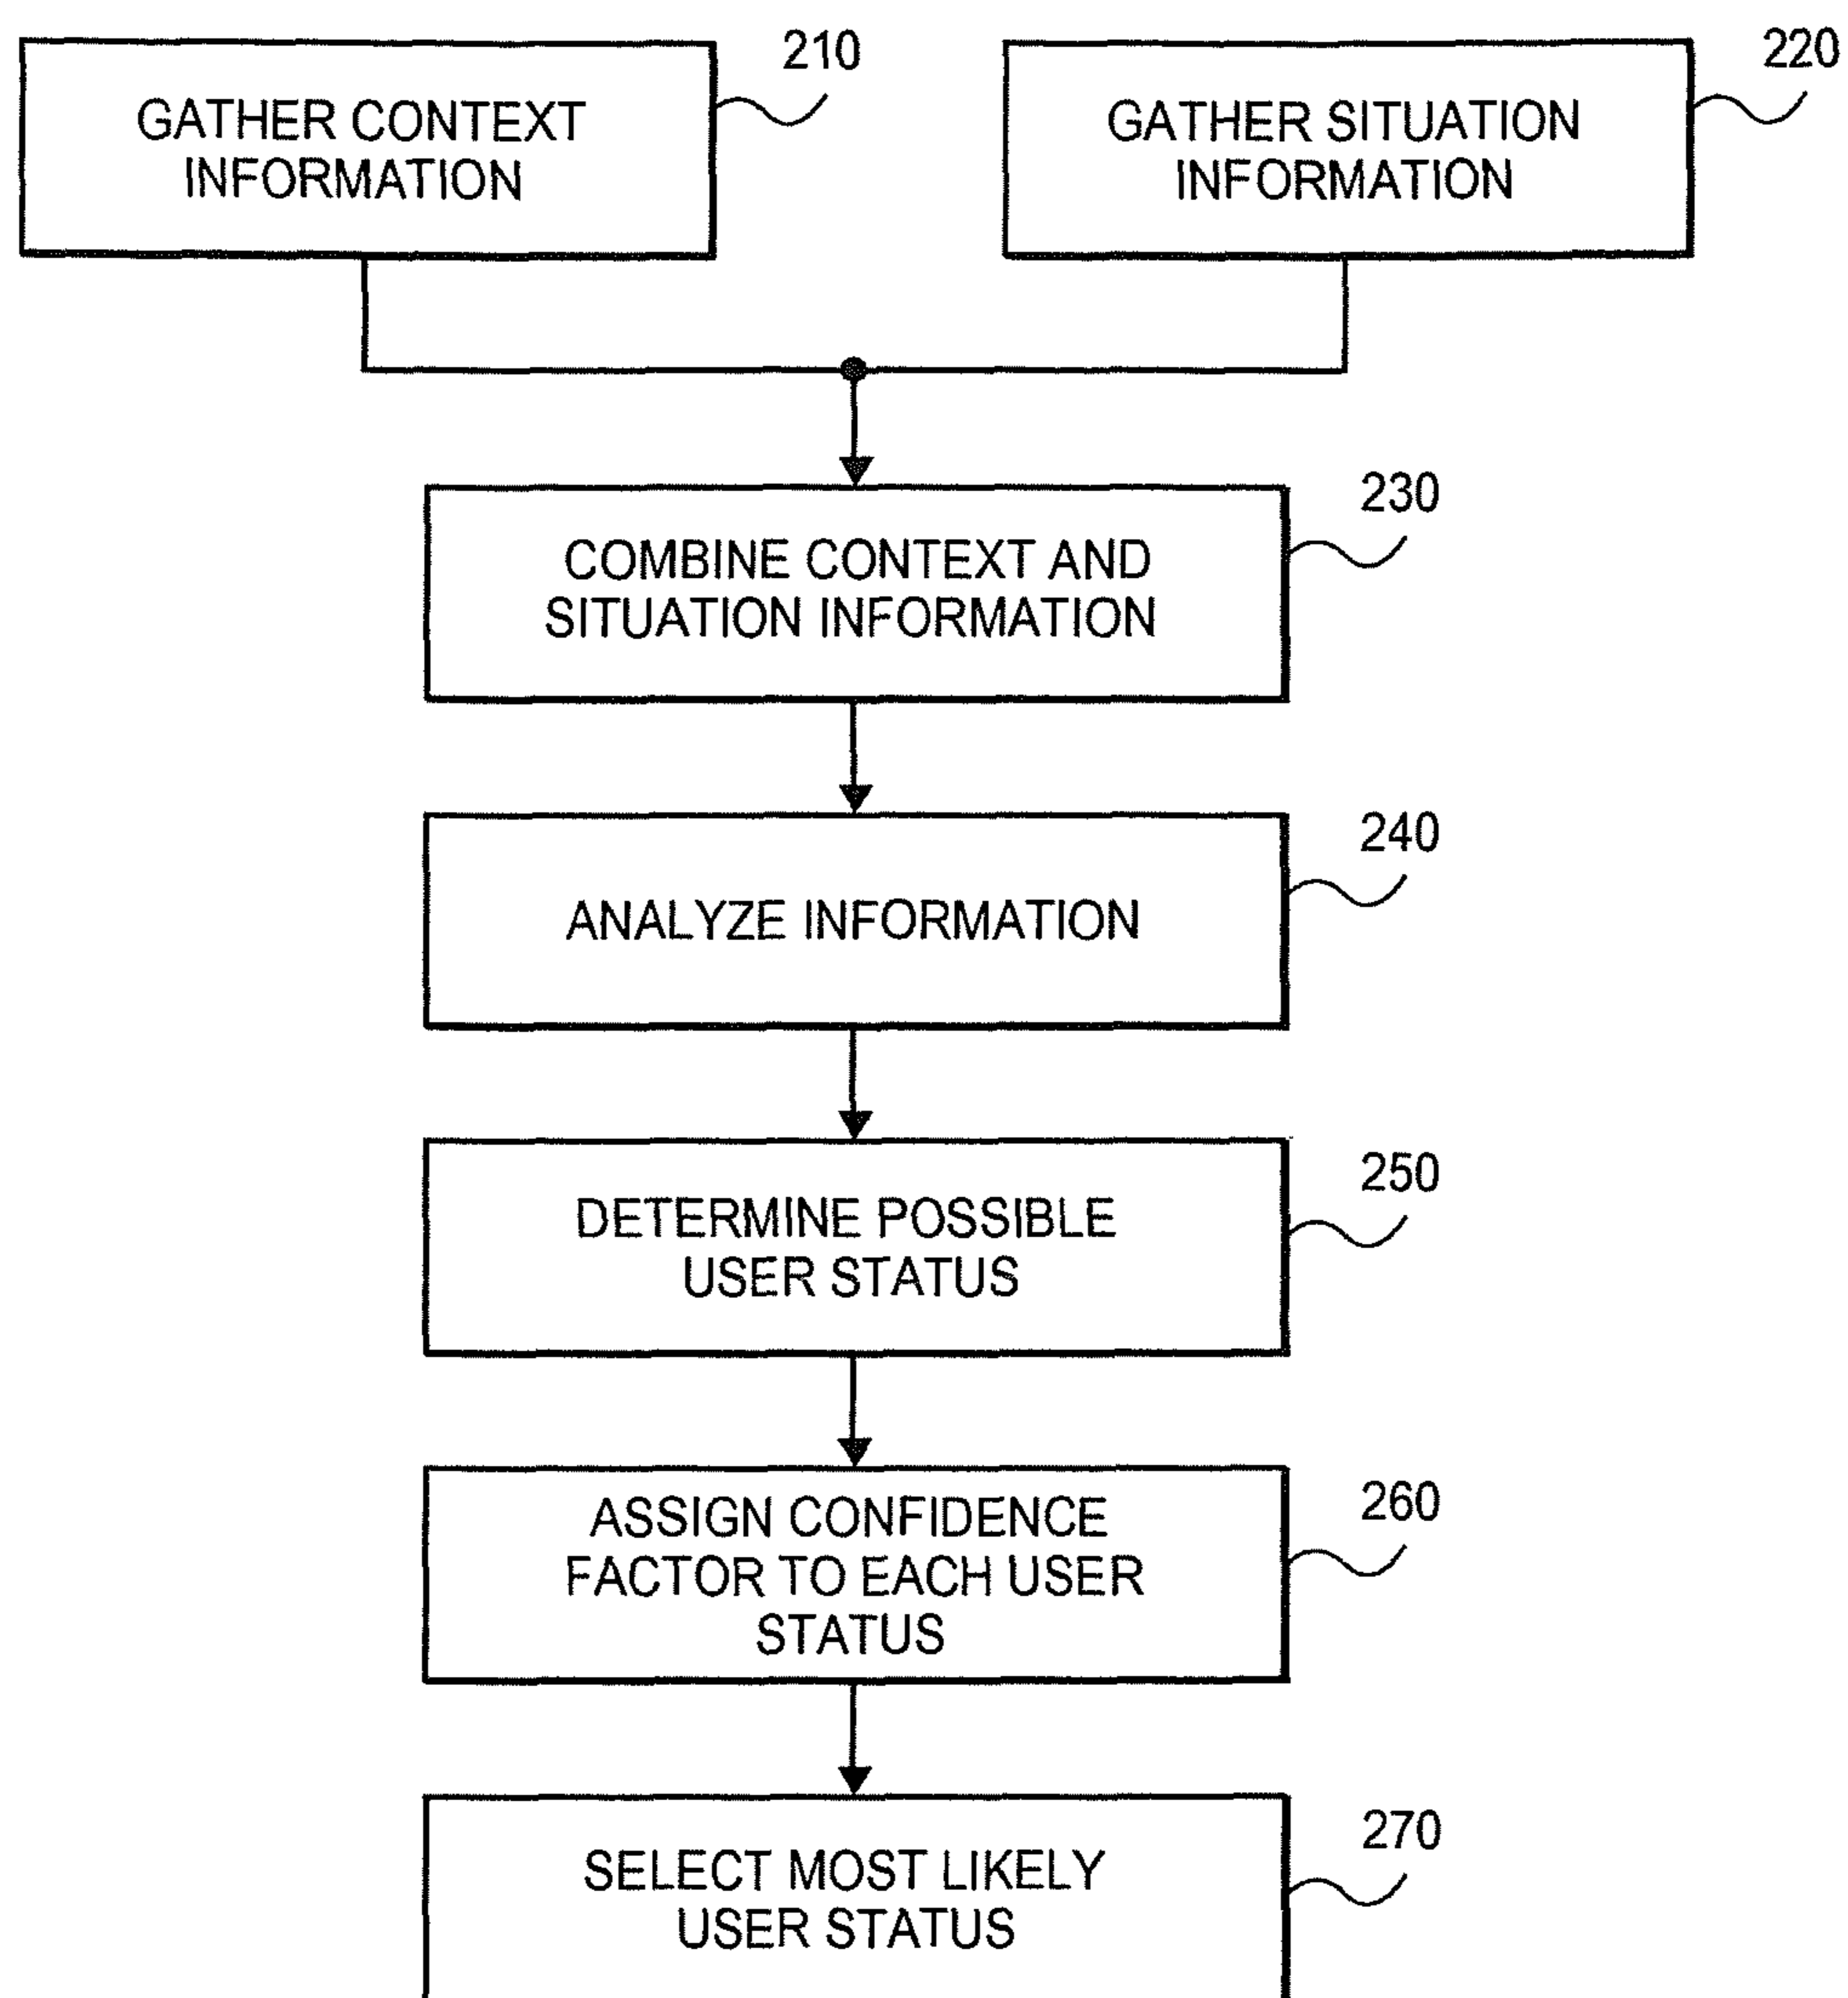 210
GATHER CONTEXT
INFORMATION
220
GATHER SITUATION
INFORMATION
230
COMBINE CONTEXT AND
SITUATION INFORMATION
240
ANALYZE INFORMATION
250
DETERMINE POSSIBLE
USER STATUS
260
ASSIGN CONFIDENCE
FACTOR TO EACH USER
STATUS
270
SELECT MOST LIKELY
USER STATUS